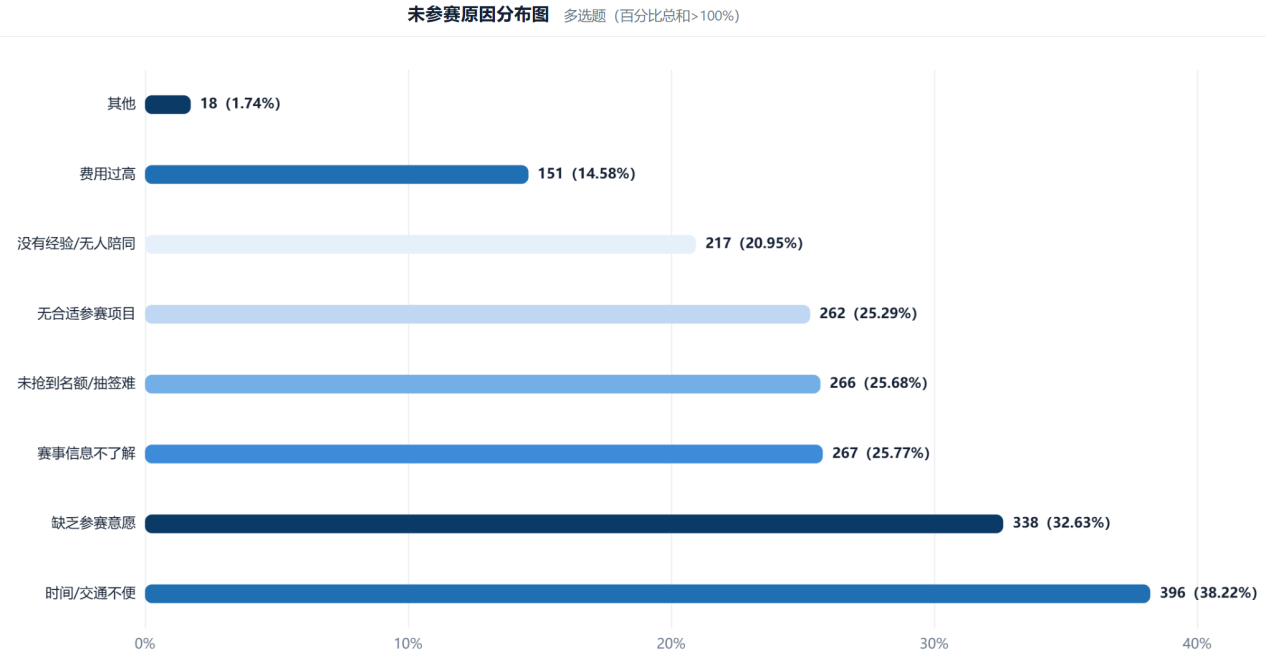 未参赛原因分布图 多选题（百分比总和>100%）
其他 18（1.74%）
费用过高 151（14.58%）
没有经验/无人陪同 217（20.95%）
无合适参赛项目 262（25.29%）
未抢到名额/抽签难 266（25.68%）
赛事信息不了解 267（25.77%）
缺乏参赛意愿 338（32.63%）
时间/交通不便 396（38.22%）
0% 10% 20% 30% 40%